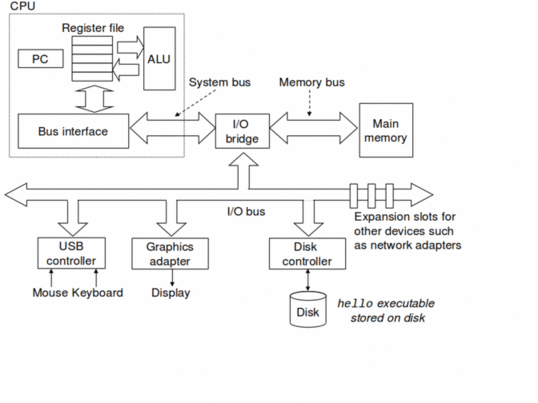 CPU
Register file
PC
ALU
System bus
Memory bus
Bus interface
I/O
bridge
Main
memory
I/O bus
Expansion slots for
other devices such
as network adapters
USB
controller
Graphics
adapter
Disk
controller
Mouse Keyboard
Display
Disk
hello executable
stored on disk